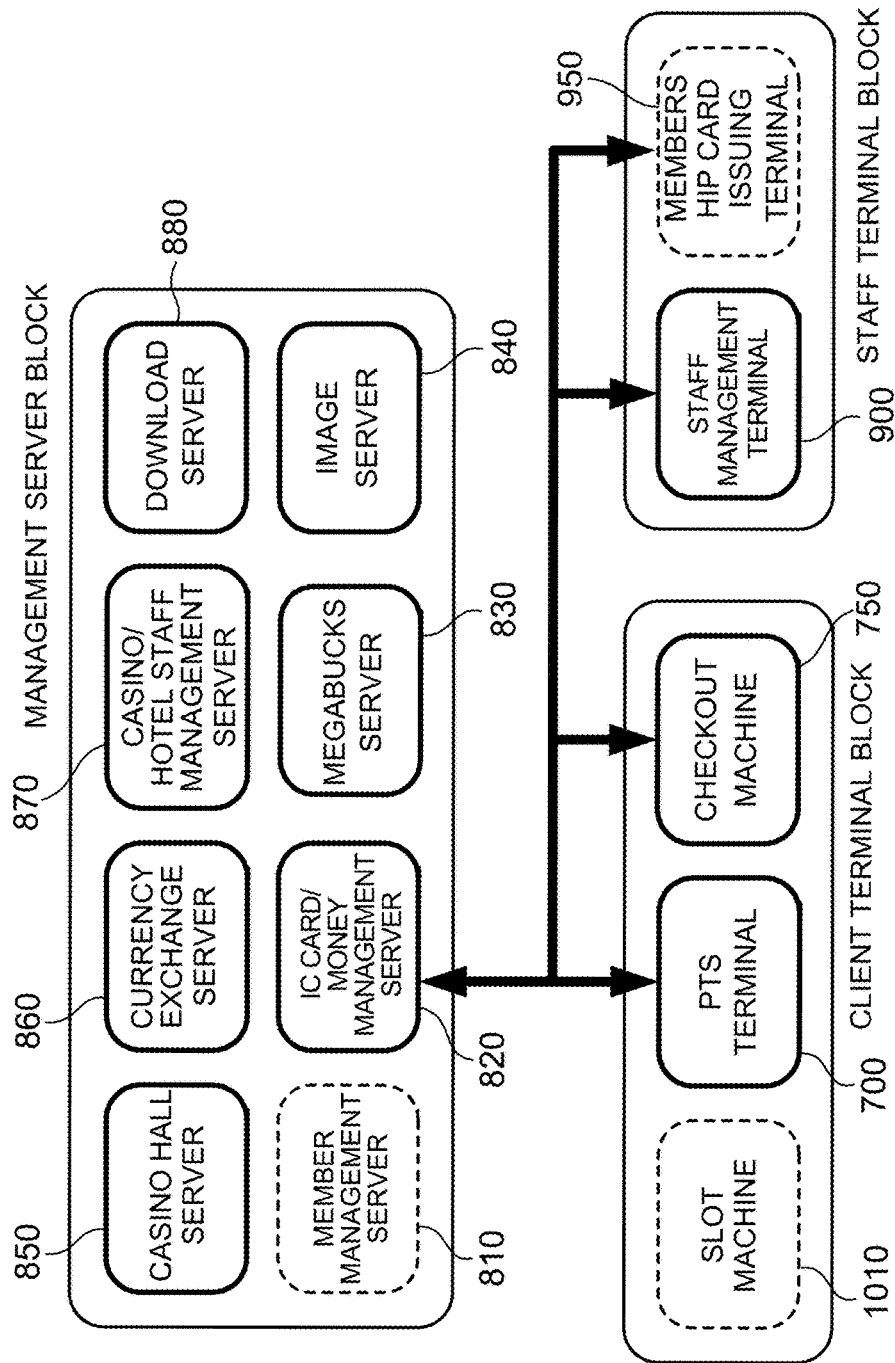 MANAGEMENT SERVER BLOCK
850
860
870
880
CASINO HALL
SERVER
CURRENCY
EXCHANGE
SERVER
CASINO/
HOTEL STAFF
MANAGEMENT
SERVER
DOWNLOAD
SERVER
MEMBER
MANAGEMENT
SERVER
IC CARD/
MONEY
MANAGEMENT
SERVER
MEGABUCKS
SERVER
IMAGE
SERVER
810
820
830
840
950
SLOT
MACHINE
PTS
TERMINAL
CHECKOUT
MACHINE
STAFF
MANAGEMENT
TERMINAL
MEMBERS
HIP CARD
ISSUING
TERMINAL
1010
700
750
900
CLIENT TERMINAL BLOCK
STAFF TERMINAL BLOCK